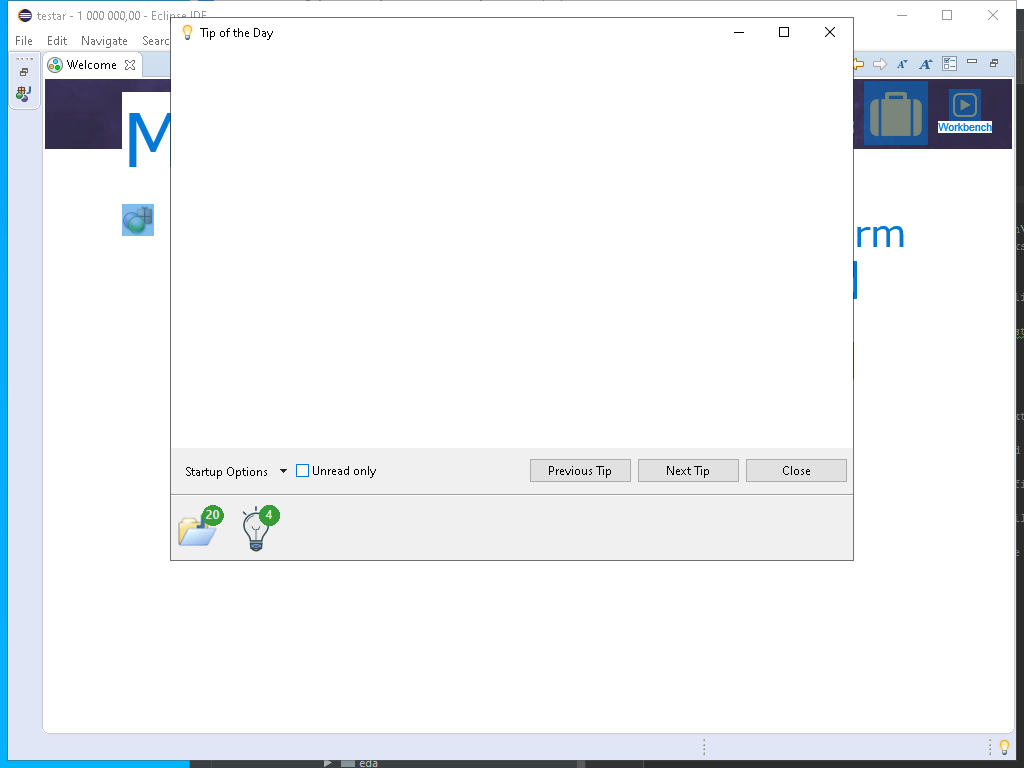 testar - 1 000 000,00 - Eclipse IDE
Tip of the Day
File Edit Navigate Searc
Welcome
M
Workbench
rm
Startup Options
Unread only
Previous Tip
Next Tip
Close
20
4
eda